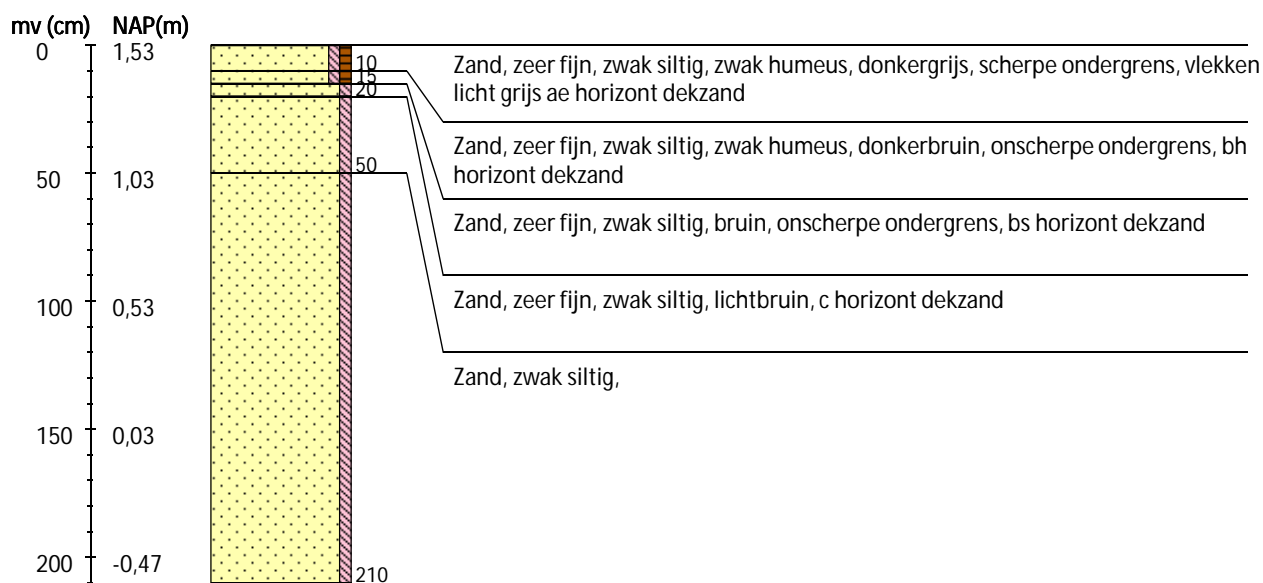 mv (cm) NAP(m)
0 1,53
10
15
20
50
50 1,03
100 0,53
150 0,03
200 -0,47
210
Zand, zeer fijn, zwak siltig, zwak humeus, donkergrijs, scherpe ondergrens, vlekken
licht grijs ae horizont dekzand
Zand, zeer fijn, zwak siltig, zwak humeus, donkerbruin, onscherpe ondergrens, bh
horizont dekzand
Zand, zeer fijn, zwak siltig, bruin, onscherpe ondergrens, bs horizont dekzand
Zand, zeer fijn, zwak siltig, lichtbruin, c horizont dekzand
Zand, zwak siltig,